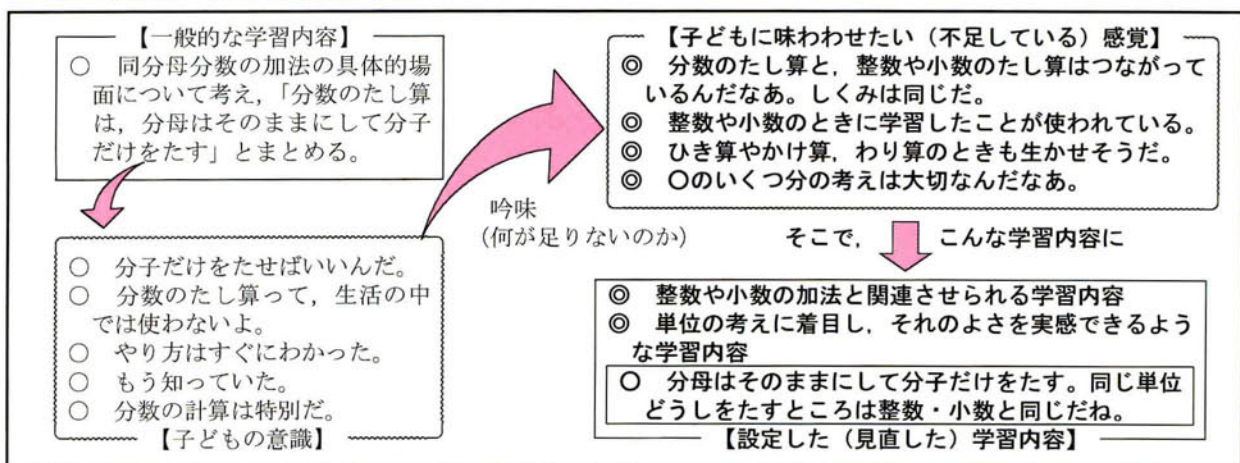 【一般的な学習内容】
○ 同分母分数の加法の具体的場
面について考え,「分数のたし算
は,分母はそのままにして分子
だけをたす」とまとめる。
○ 分子だけをたせばいいんだ。
○ 分数のたし算って,生活の中
では使わないよ。
○ やり方はすぐにわかった。
○ もう知っていた。
○ 分数の計算は特別だ。
【子どもの意識】
吟味
(何が足りないのか)
【子どもに味わわせたい(不足している)感覚】
◎ 分数のたし算と,整数や小数のたし算はつながって
いるんだなあ。しくみは同じだ。
◎ 整数や小数のときに学習したことが使われている。
◎ ひき算やかけ算,わり算のときも生かせそうだ。
◎ ○のいくつ分の考えは大切なんだなあ。
そこで, こんな学習内容に
◎ 整数や小数の加法と関連させられる学習内容
◎ 単位の考えに着目し,それのよさを実感できるよう
な学習内容
○ 分母はそのままにして分子だけをたす。同じ単位
どうしをたすところは整数・小数と同じだね。
【設定した(見直した)学習内容】